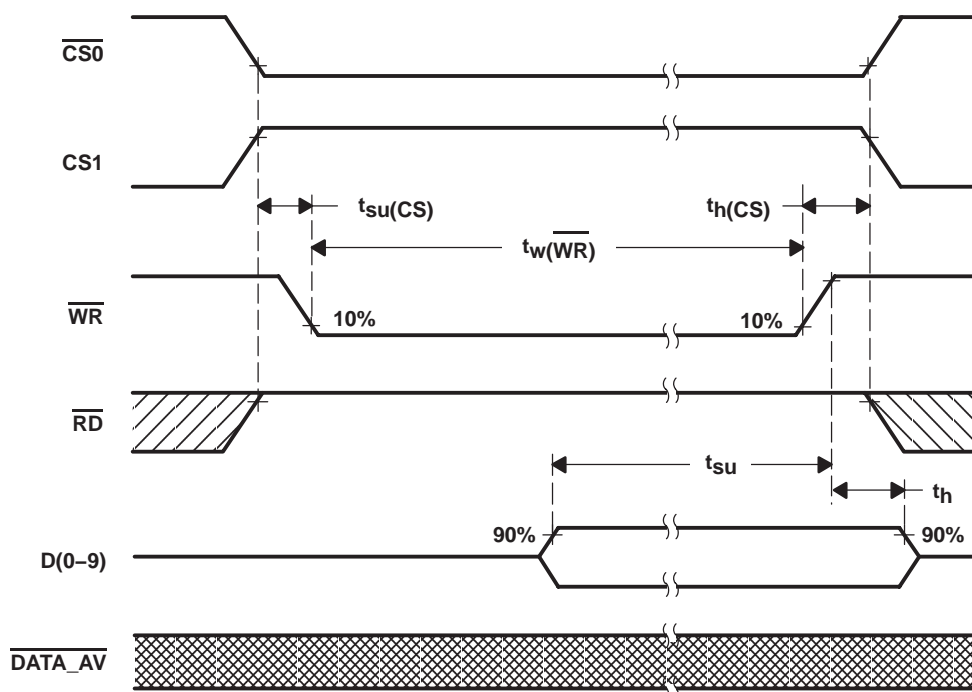 CS0
CS1
tsu(CS)
th(CS)
tw(WR)
WR
10%
10%
RD
tsu
th
90%
90%
D(0–9)
DATA_AV